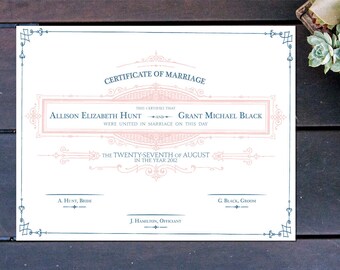 CERTIFICATE OF MARRIAGE
THIS CERTIFIES THAT
ALLISON ELIZABETH HUNT AND GRANT MICHAEL BLACK
WERE UNITED IN MARRIAGE ON THIS DAY
THE TWENTY-SEVENTH OF AUGUST
IN THE YEAR 2012
A. HUNT, BRIDE
G. BLACK, GROOM
J. HAMILTON, OFFICIANT